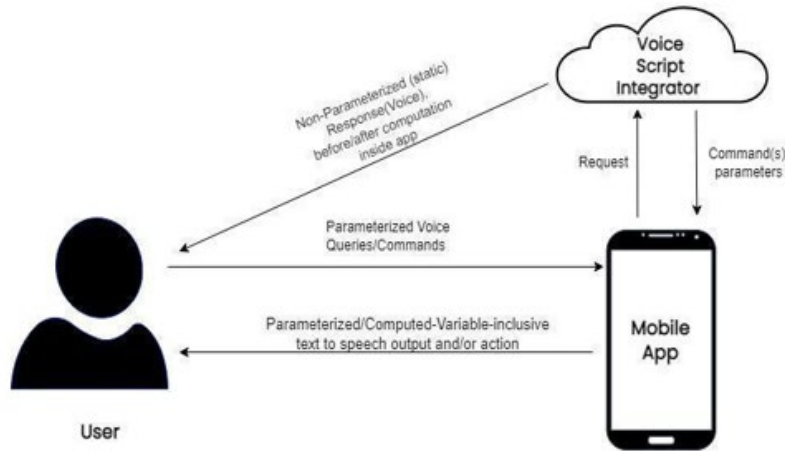 Voice
Script
Integrator
Non-Parameterized (static)
Response(Voice),
before/after computation
inside app
Request
Command(s)
parameters
Parameterized Voice
Queries/Commands
Parameterized/Computed-Variable-inclusive
text to speech output and/or action
Mobile
App
User